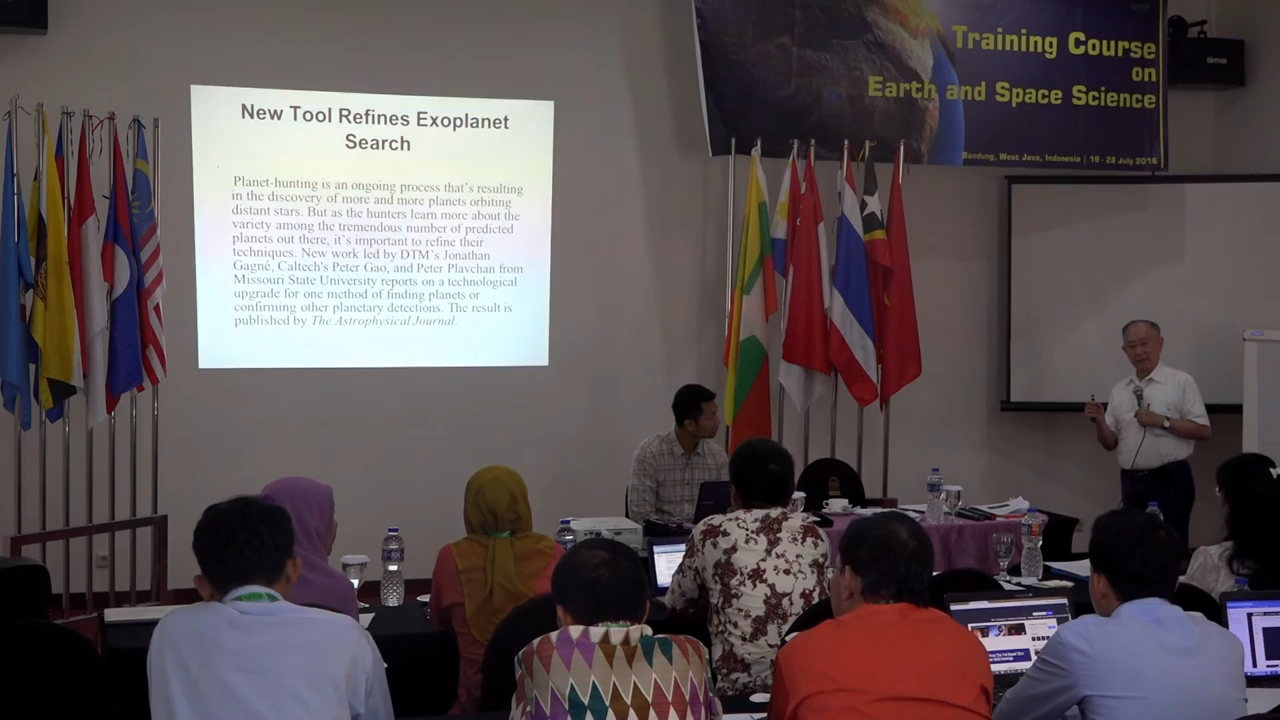 New Tool Refines Exoplanet
Search
Planet-hunting is an ongoing process that's resulting
in the discovery of more and more planets orbiting
distant stars. But as the hunters learn more about the
variety among the tremendous number of predicted
planets out there, it's important to refine their
techniques. New work led by DTM's Jonathan
Gagné, Caltech's Peter Gao, and Peter Plavchan from
Missouri State University reports on a technological
upgrade for one method of finding planets or
confirming other planetary detections. The result is
published by The Astrophysical Journal.
Training Course
on
Earth and Space Science
Bandung, West Java, Indonesia | 19 - 28 July 2016